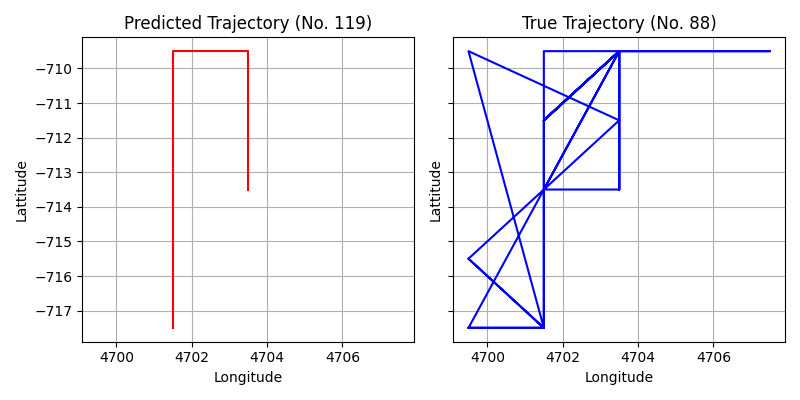 Predicted Trajectory (No. 119)
True Trajectory (No. 88)
Lattitude
−710
−711
−712
−713
−714
−715
−716
−717
4700
4702
4704
4706
Longitude
Lattitude
4700
4702
4704
4706
Longitude